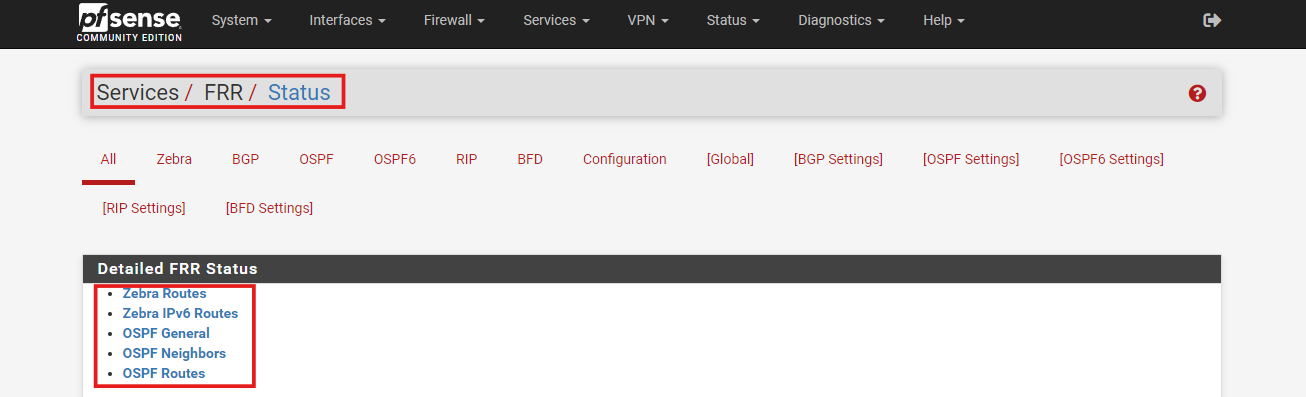 pfsense
COMMUNITY EDITION
System Interfaces Firewall Services VPN Status Diagnostics Help
Services / FRR / Status
?
All Zebra BGP OSPF OSPF6 RIP BFD Configuration [Global] [BGP Settings] [OSPF Settings] [OSPF6 Settings]
[RIP Settings] [BFD Settings]
Detailed FRR Status
• Zebra Routes
• Zebra IPv6 Routes
• OSPF General
• OSPF Neighbors
• OSPF Routes